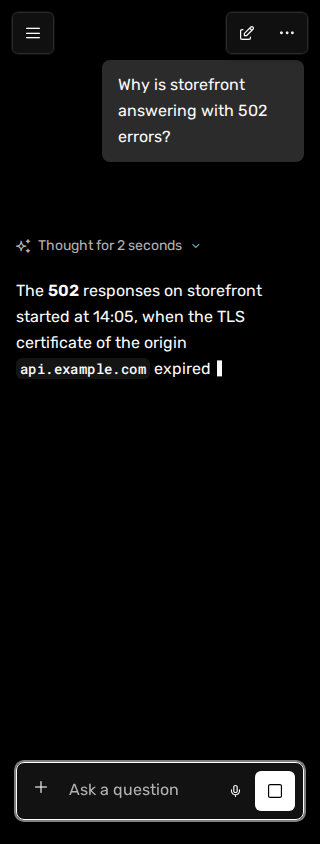 Why is storefront
answering with 502
errors?
Thought for 2 seconds
The 502 responses on storefront
started at 14:05, when the TLS
certificate of the origin
api.example.com expired
Ask a question